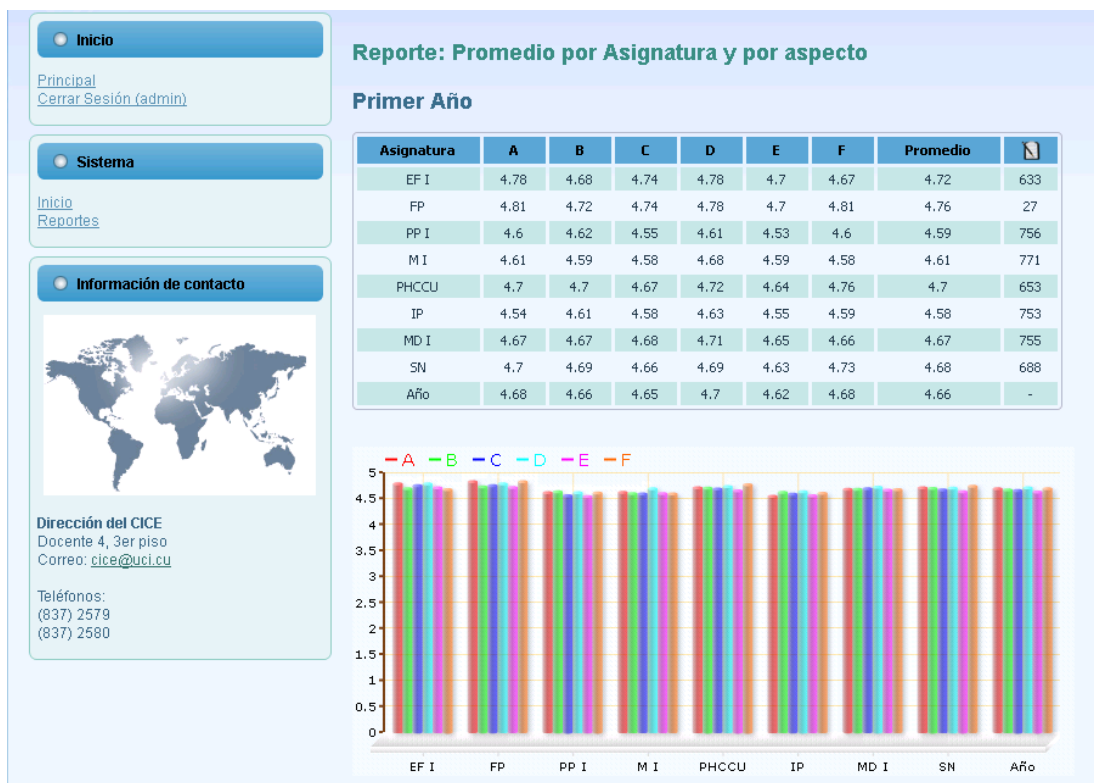 Inicio
Principal
Cerrar Sesión (admin)
Sistema
Inicio
Reportes
Información de contacto
Dirección del CICE
Docente 4, 3er piso
Correo: cice@uci.cu
Teléfonos:
(837) 2579
(837) 2580
Reporte: Promedio por Asignatura y por aspecto
Primer Año
Asignatura A B C D E F Promedio
EF I 4.78 4.68 4.74 4.78 4.7 4.67 4.72 633
FP 4.81 4.72 4.74 4.78 4.7 4.81 4.76 27
PP I 4.6 4.62 4.55 4.61 4.53 4.6 4.59 756
M I 4.61 4.59 4.58 4.68 4.59 4.58 4.61 771
PHCCU 4.7 4.7 4.67 4.72 4.64 4.76 4.7 653
IP 4.54 4.61 4.58 4.63 4.55 4.59 4.58 753
MD I 4.67 4.67 4.68 4.71 4.65 4.66 4.67 755
SN 4.7 4.69 4.66 4.69 4.63 4.73 4.68 688
Año 4.68 4.66 4.65 4.7 4.62 4.68 4.66 -
A B C D E F
5
4.5
4
3.5
3
2.5
2
1.5
1
0.5
0
EF I FP PP I M I PHCCU IP MD I SN Año